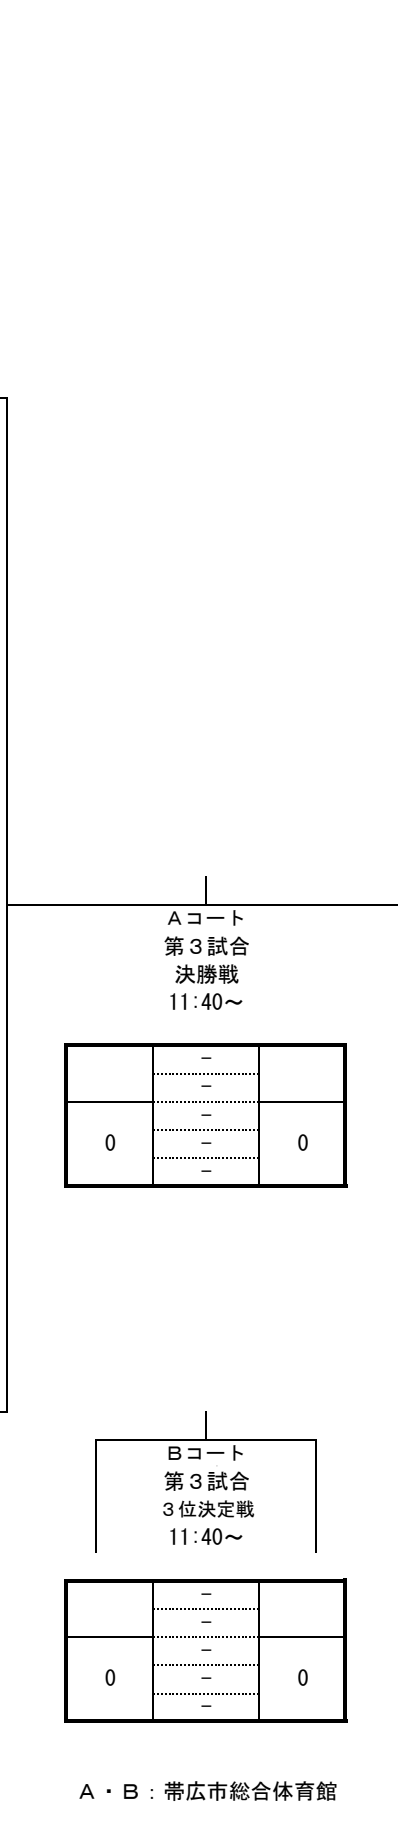 Ａコート
第３試合
決勝戦
11:40～
－
－
－
0 － 0
－
Ｂコート
第３試合
３位決定戦
11:40～
－
－
－
0 － 0
－
Ａ・Ｂ：帯広市総合体育館